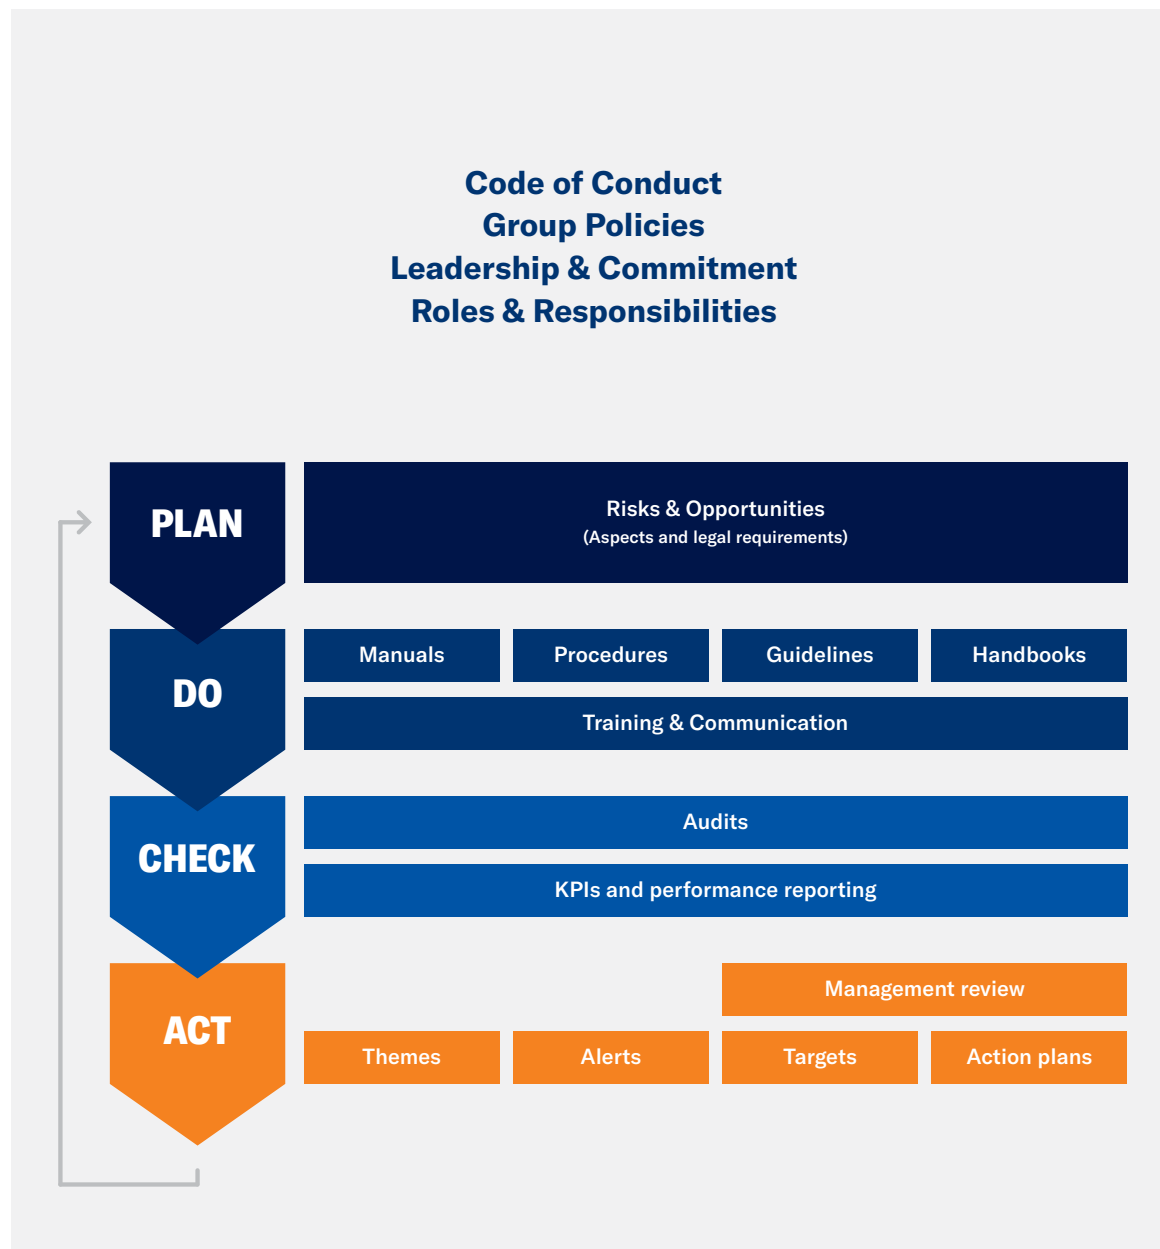 Code of Conduct
Group Policies
Leadership & Commitment
Roles & Responsibilities
PLAN
Risks & Opportunities
(Aspects and legal requirements)
DO
Manuals
Procedures
Guidelines
Handbooks
Training & Communication
CHECK
Audits
KPIs and performance reporting
ACT
Management review
Themes
Alerts
Targets
Action plans